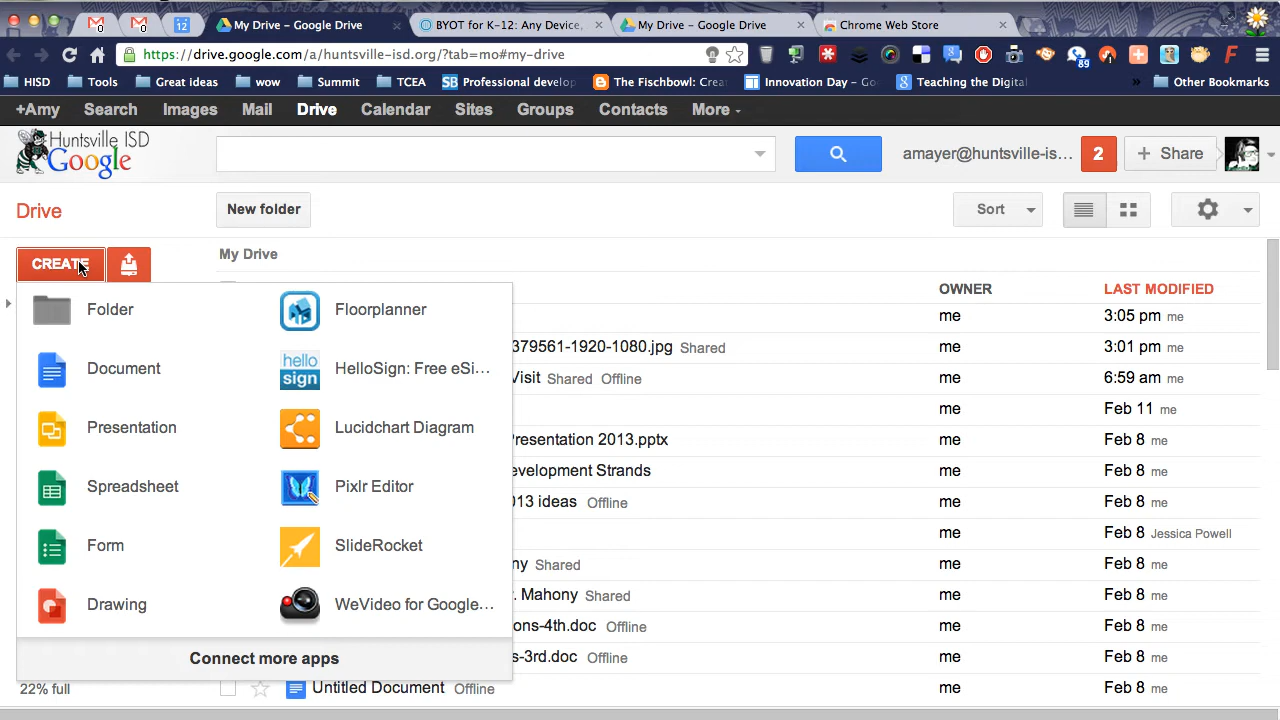 0
0
12
My Drive – Google Drive
BYOT for K–12: Any Device,
My Drive – Google Drive
Chrome Web Store
https://drive.google.com/a/huntsville-isd.org/?tab=mo#my-drive
89
HISD
Tools
Great ideas
wow
Summit
TCEA
SB Professional develop
The Fischbowl: Crea
Innovation Day – Go
Teaching the Digital
»
Other Bookmarks
+Amy
Search
Images
Mail
Drive
Calendar
Sites
Groups
Contacts
More
Huntsville ISD
Google
amayer@huntsville-is...
2
+ Share
Drive
New folder
Sort
CREATE
My Drive
OWNER
LAST MODIFIED
Folder
Document
Presentation
Spreadsheet
Form
Drawing
Floorplanner
hello sign
HelloSign: Free eSi...
Lucidchart Diagram
Pixlr Editor
SlideRocket
WeVideo for Google...
Connect more apps
me 3:05 pm me
379561-1920-1080.jpg Shared me 3:01 pm me
Visit Shared Offline me 6:59 am me
me Feb 11 me
Presentation 2013.pptx me Feb 8 me
evelopment Strands me Feb 8 me
013 ideas Offline me Feb 8 me
me Feb 8 Jessica Powell
ny Shared me Feb 8 me
r. Mahony Shared me Feb 8 me
ons-4th.doc Offline me Feb 8 me
s-3rd.doc Offline me Feb 8 me
22% full
Untitled Document Offline me Feb 8 me